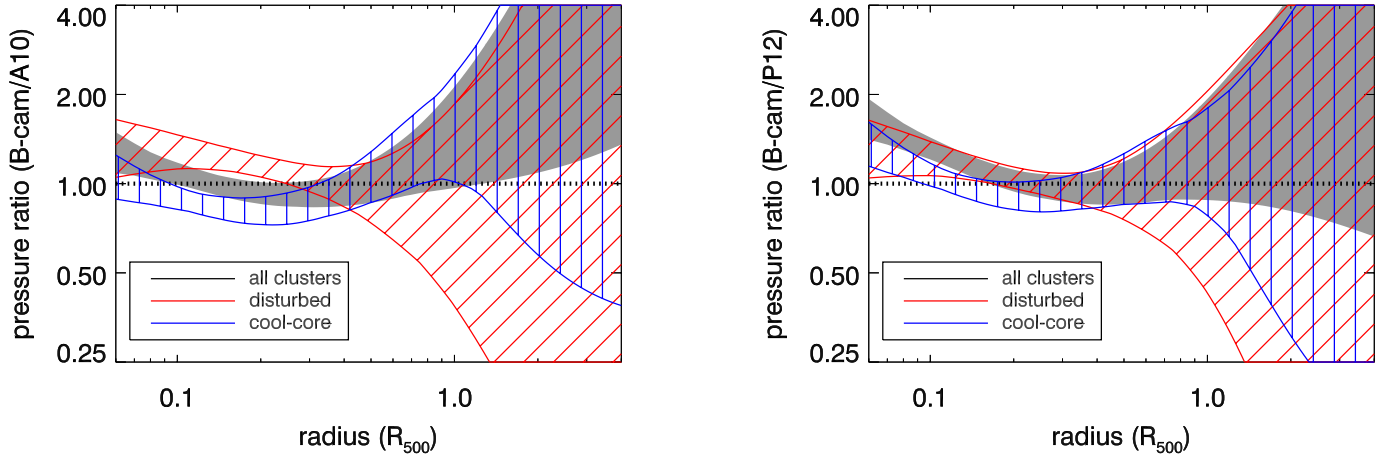 pressure ratio (B-cam/A10)
4.00
2.00
1.00
0.50
0.25
all clusters
disturbed
cool-core
0.1 1.0
radius (R500)
pressure ratio (B-cam/P12)
4.00
2.00
1.00
0.50
0.25
all clusters
disturbed
cool-core
0.1 1.0
radius (R500)